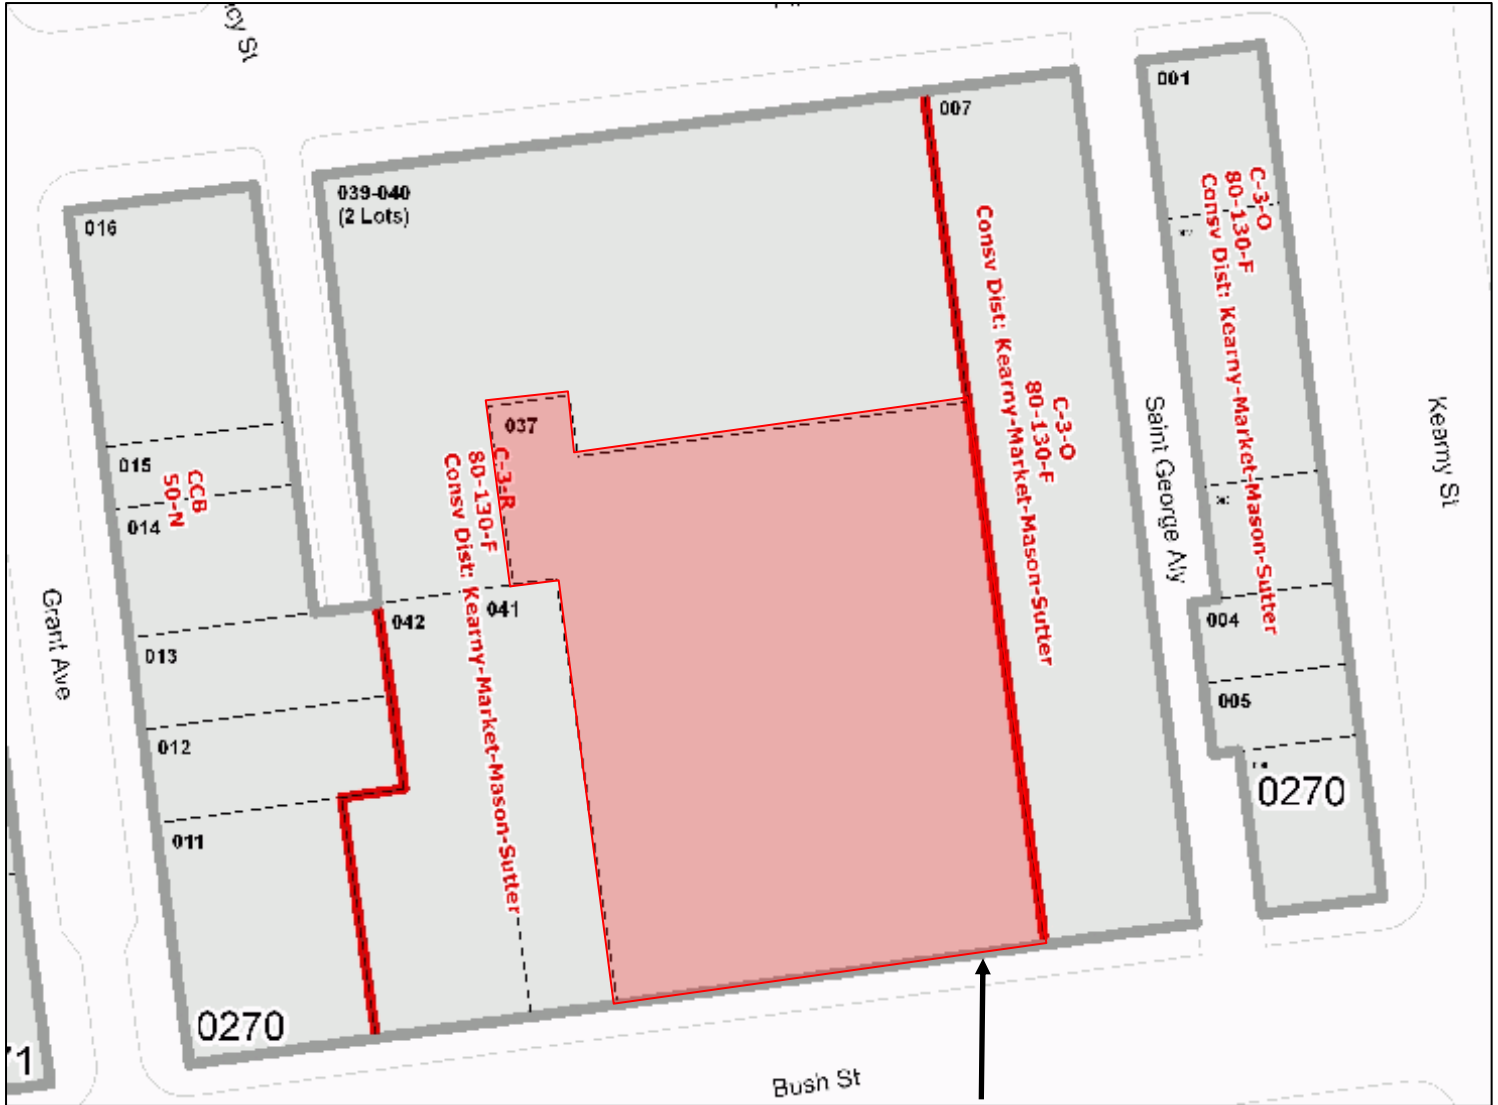 cy St
007
001
039-040
(2 Lots)
016
C-3-O
80-130-F
Consv Dist: Kearny-Market-Mason-Sutter
C-3-O
80-130-F
Consv Dist: Kearny-Market-Mason-Sutter
037
C-3-R
80-130-F
Consv Dist: Kearny-Market-Mason-Sutter
015
CCB
50-N
014
Saint George Aly
Kearny St
Grant Ave
042
041
004
013
005
012
0270
011
0270
71
Bush St